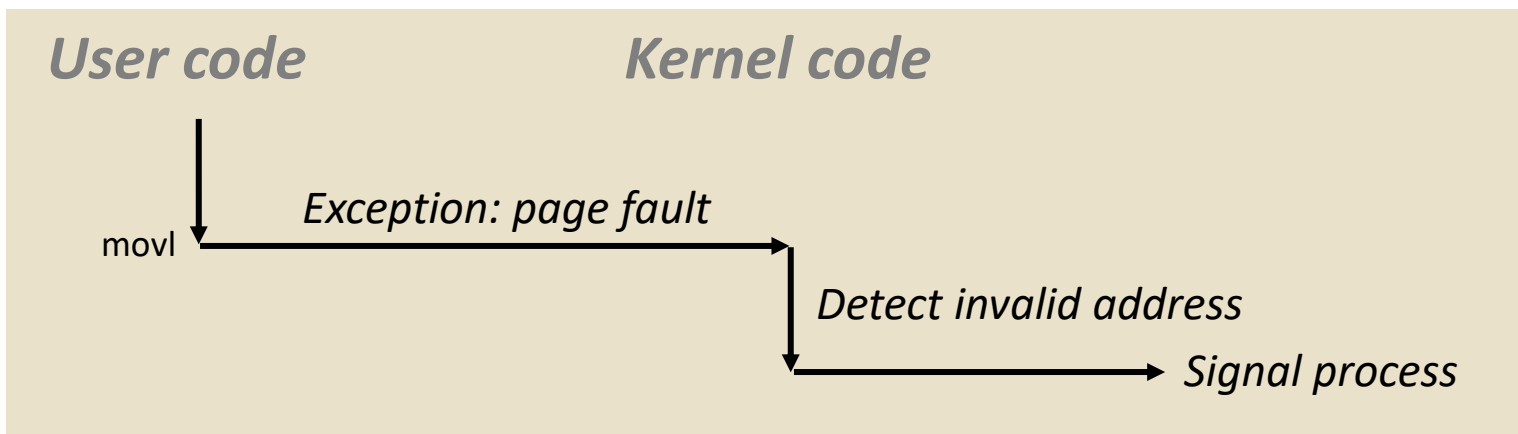 User code
Kernel code
Exception: page fault
movl
Detect invalid address
Signal process